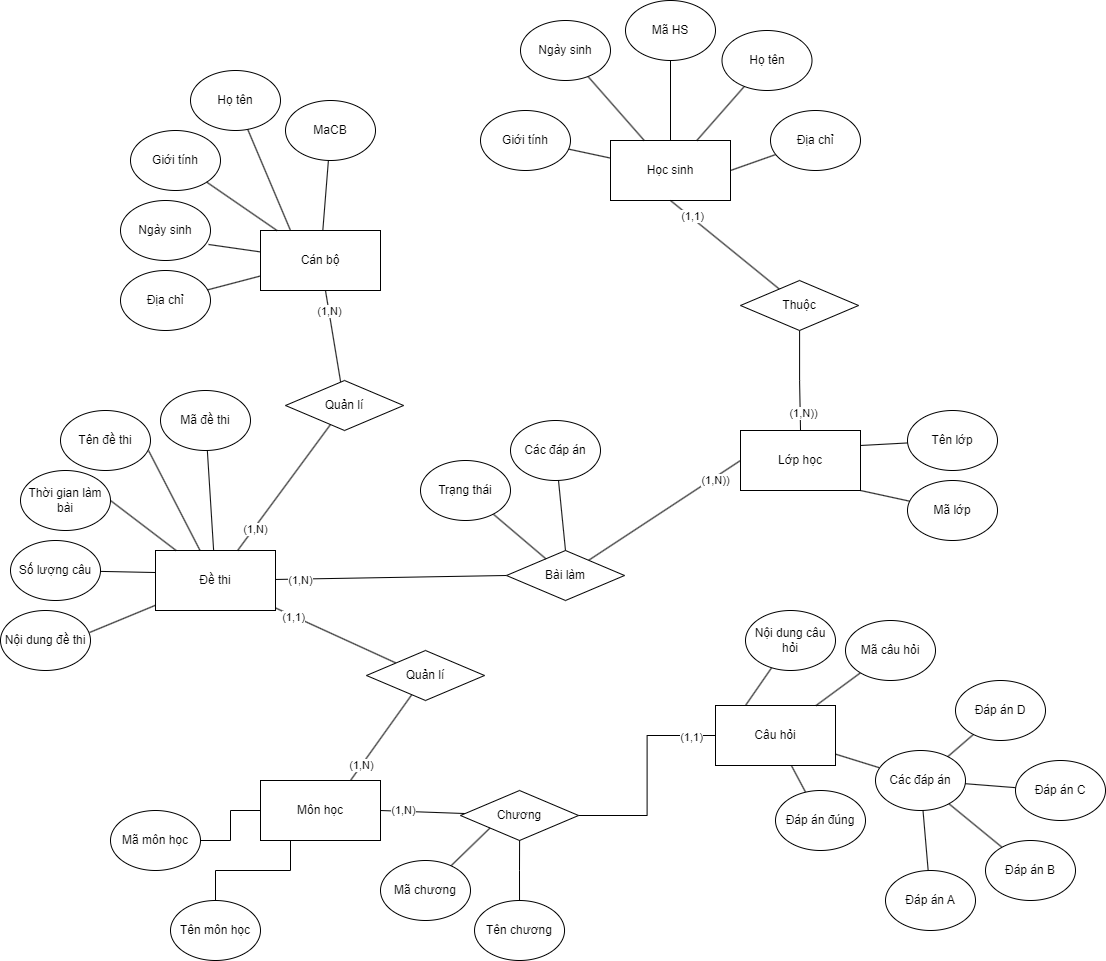 Mã HS
Ngày sinh
Họ tên
Giới tính
Địa chỉ
Học sinh
(1,1)
Họ tên
MaCB
Giới tính
Ngày sinh
Địa chỉ
Cán bộ
(1,N)
Thuộc
(1,N))
Quản lí
Mã đề thi
Tên đề thi
Thời gian làm
bài
Số lượng câu
Nội dung đề thi
(1,N)
Đề thi
(1,N)
(1,1)
Các đáp án
Trạng thái
Bài làm
(1,N))
Lớp học
Tên lớp
Mã lớp
Quản lí
(1,N)
Môn học
(1,N)
Mã môn học
Tên môn học
Chương
Mã chương
Tên chương
(1,1)
Nội dung câu
hỏi
Mã câu hỏi
Câu hỏi
Đáp án đúng
Các đáp án
Đáp án D
Đáp án C
Đáp án B
Đáp án A